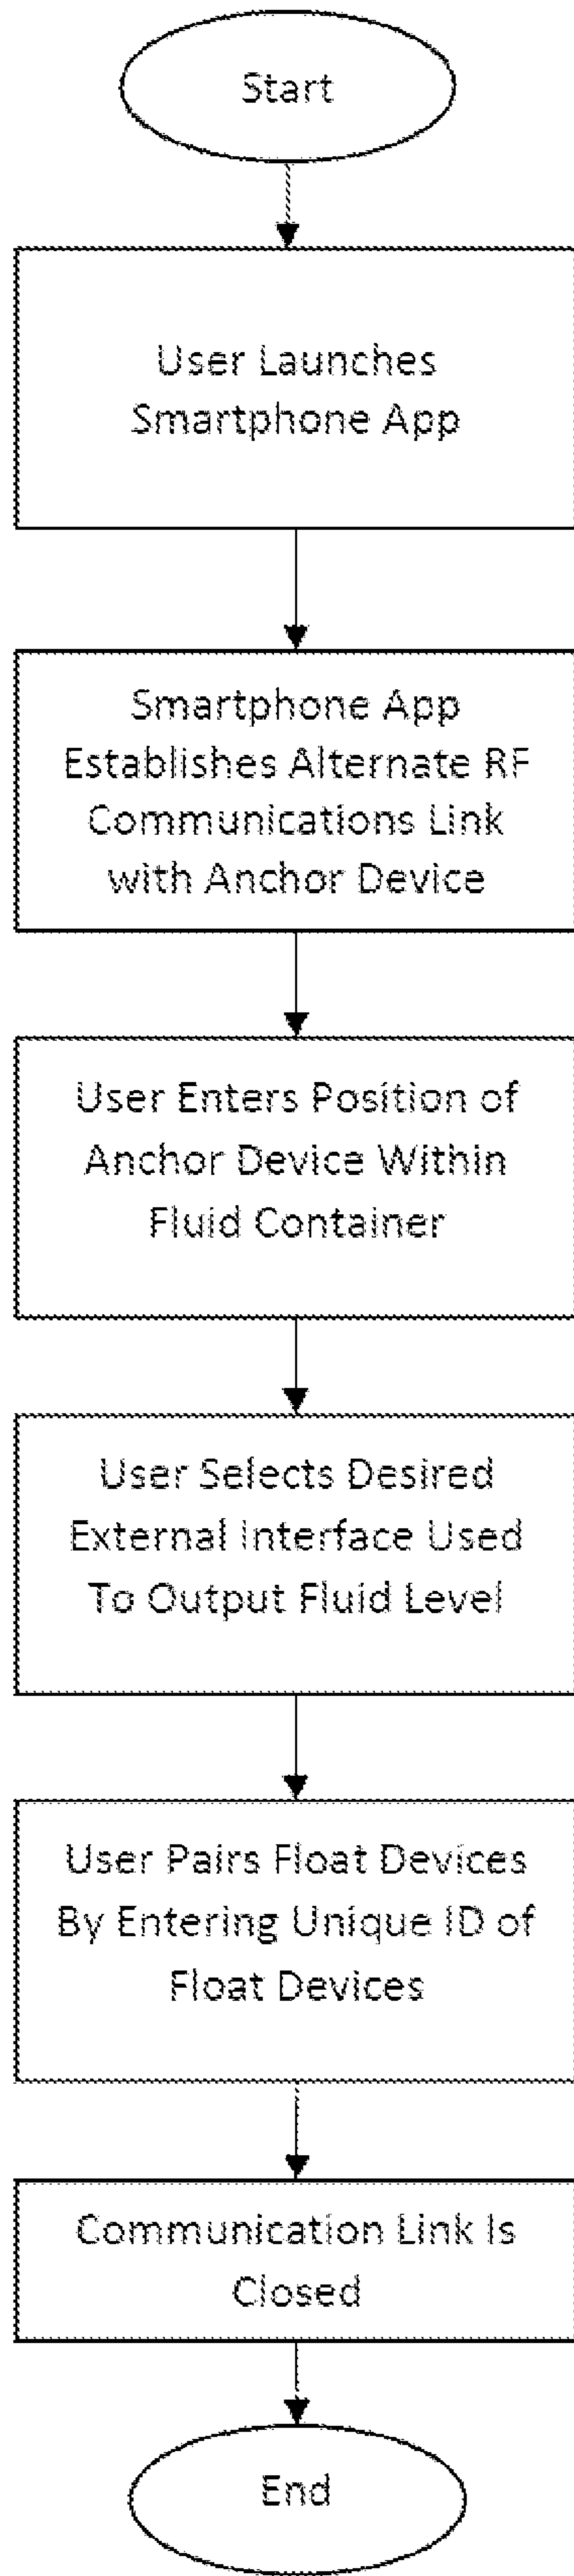 Start
User Launches
Smartphone App
Smartphone App
Establishes Alternate RF
Communications Link
with Anchor Device
User Enters Position of
Anchor Device Within
Fluid Container
User Selects Desired
External Interface Used
To Output Fluid Level
User Pairs Float Devices
By Entering Unique ID of
Float Devices
Communication Link Is
Closed
End